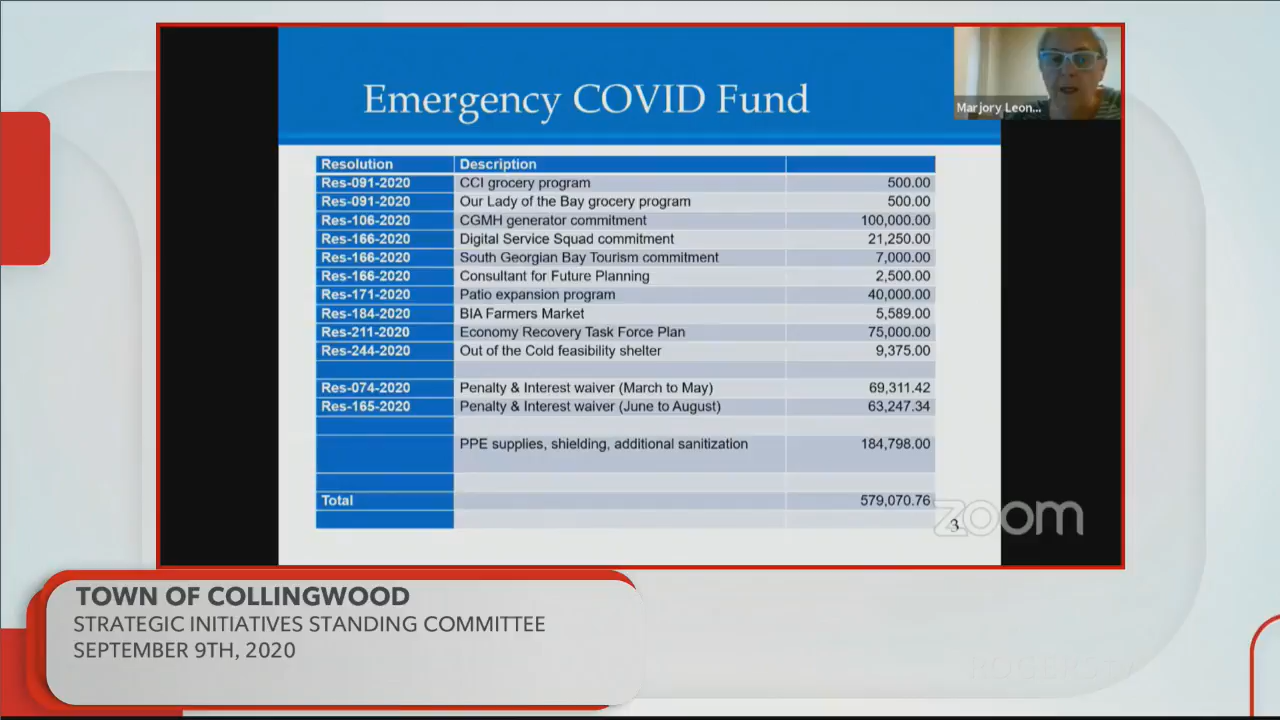 Emergency COVID Fund
Marjory Leon...
Resolution Description
Res-091-2020 CCI grocery program 500.00
Res-091-2020 Our Lady of the Bay grocery program 500.00
Res-106-2020 CGMH generator commitment 100,000.00
Res-166-2020 Digital Service Squad commitment 21,250.00
Res-166-2020 South Georgian Bay Tourism commitment 7,000.00
Res-166-2020 Consultant for Future Planning 2,500.00
Res-171-2020 Patio expansion program 40,000.00
Res-184-2020 BIA Farmers Market 5,589.00
Res-211-2020 Economy Recovery Task Force Plan 75,000.00
Res-244-2020 Out of the Cold feasibility shelter 9,375.00
Res-074-2020 Penalty & Interest waiver (March to May) 69,311.42
Res-165-2020 Penalty & Interest waiver (June to August) 63,247.34
PPE supplies, shielding, additional sanitization 184,798.00
Total 579,070.76
zoom
3
TOWN OF COLLINGWOOD
STRATEGIC INITIATIVES STANDING COMMITTEE
SEPTEMBER 9TH, 2020